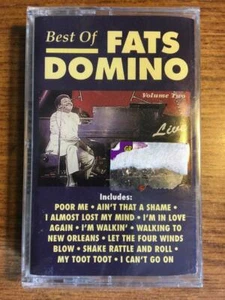 Best Of FATS
DOMINO
Volume Two
Live
Includes:
POOR ME • AIN'T THAT A SHAME •
I ALMOST LOST MY MIND • I'M IN LOVE
AGAIN • I'M WALKIN' • WALKING TO
NEW ORLEANS • LET THE FOUR WINDS
BLOW • SHAKE RATTLE AND ROLL •
MY TOOT TOOT • I CAN'T GO ON